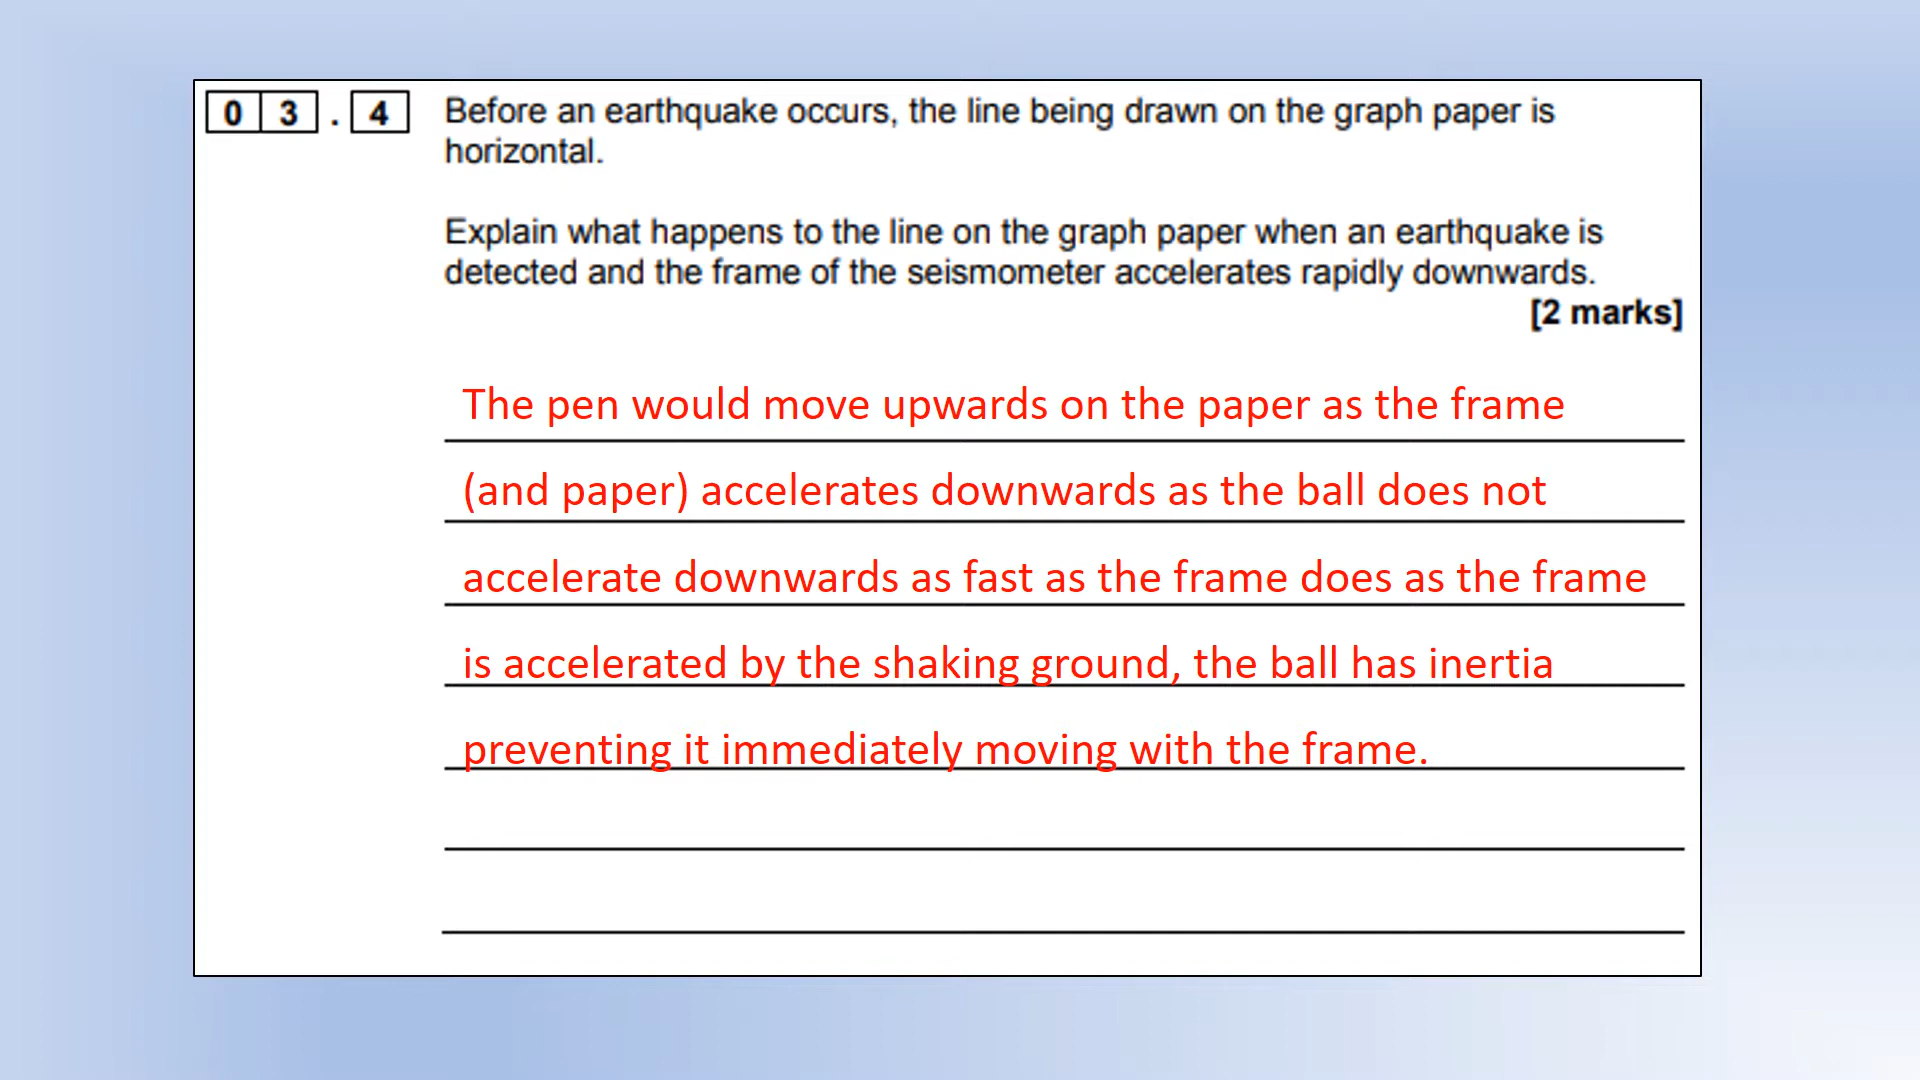 03.4 Before an earthquake occurs, the line being drawn on the graph paper is
horizontal.
Explain what happens to the line on the graph paper when an earthquake is
detected and the frame of the seismometer accelerates rapidly downwards.
[2 marks]
The pen would move upwards on the paper as the frame
(and paper) accelerates downwards as the ball does not
accelerate downwards as fast as the frame does as the frame
is accelerated by the shaking ground, the ball has inertia
preventing it immediately moving with the frame.